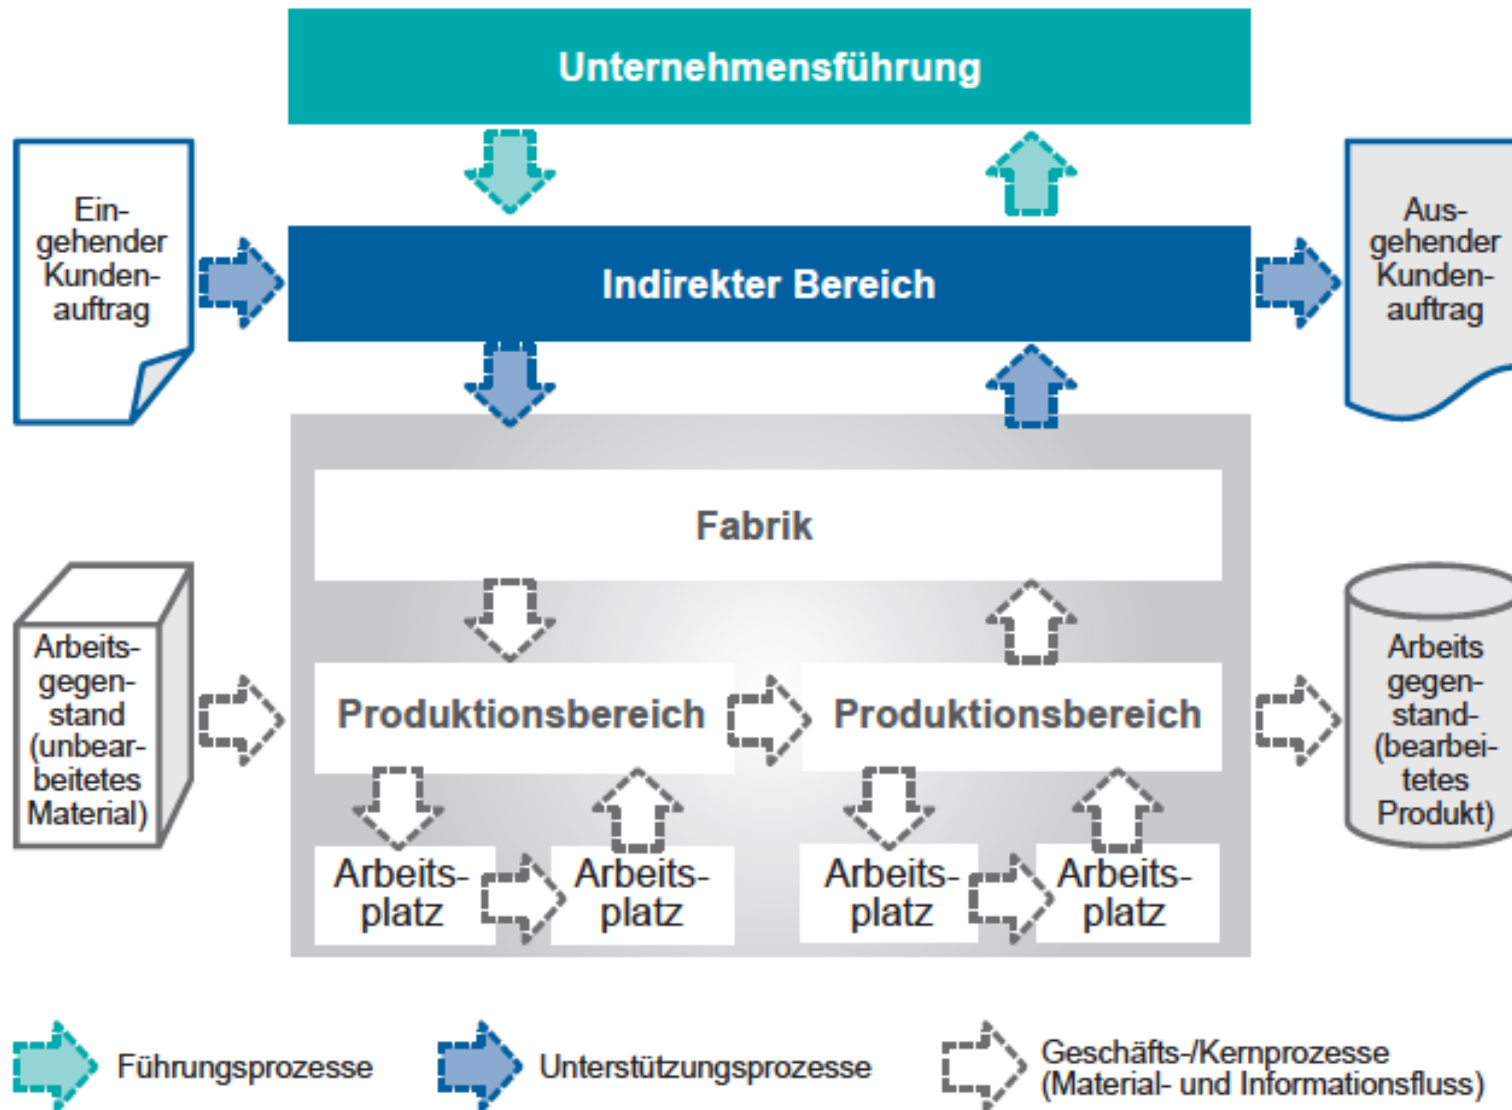 Unternehmensführung
Ein-
gehender
Kunden-
auftrag
Indirekter Bereich
Aus-
gehender
Kunden-
auftrag
Fabrik
Arbeits-
gegen-
stand
(unbear-
beitetes
Material)
Produktionsbereich
Produktionsbereich
Arbeits
gegen-
stand-
(bearbei-
tetes
Produkt)
Arbeits-
platz
Arbeits-
platz
Arbeits-
platz
Arbeits-
platz
Führungsprozesse
Unterstützungsprozesse
Geschäfts-/Kernprozesse
(Material- und Informationsfluss)